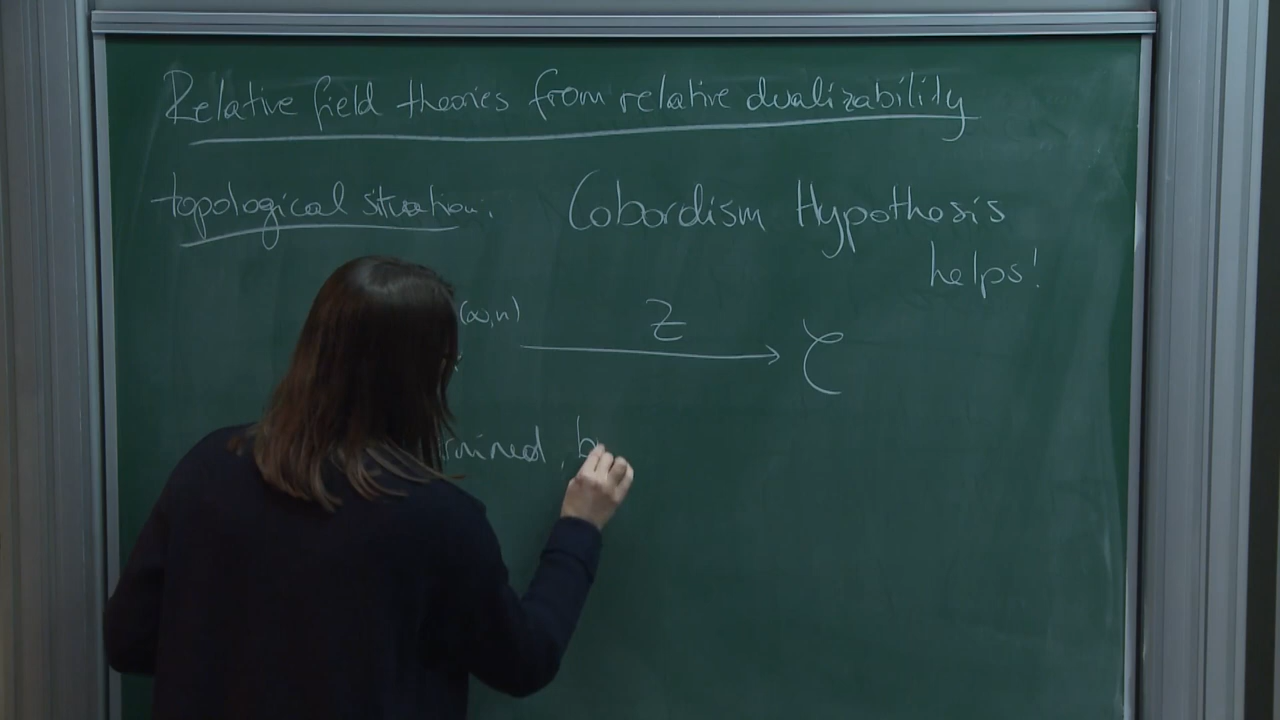 Relative field theories from relative dualizability
topological situation: Cobordism Hypothesis
helps!
(∞,n) Z C
rmined, b